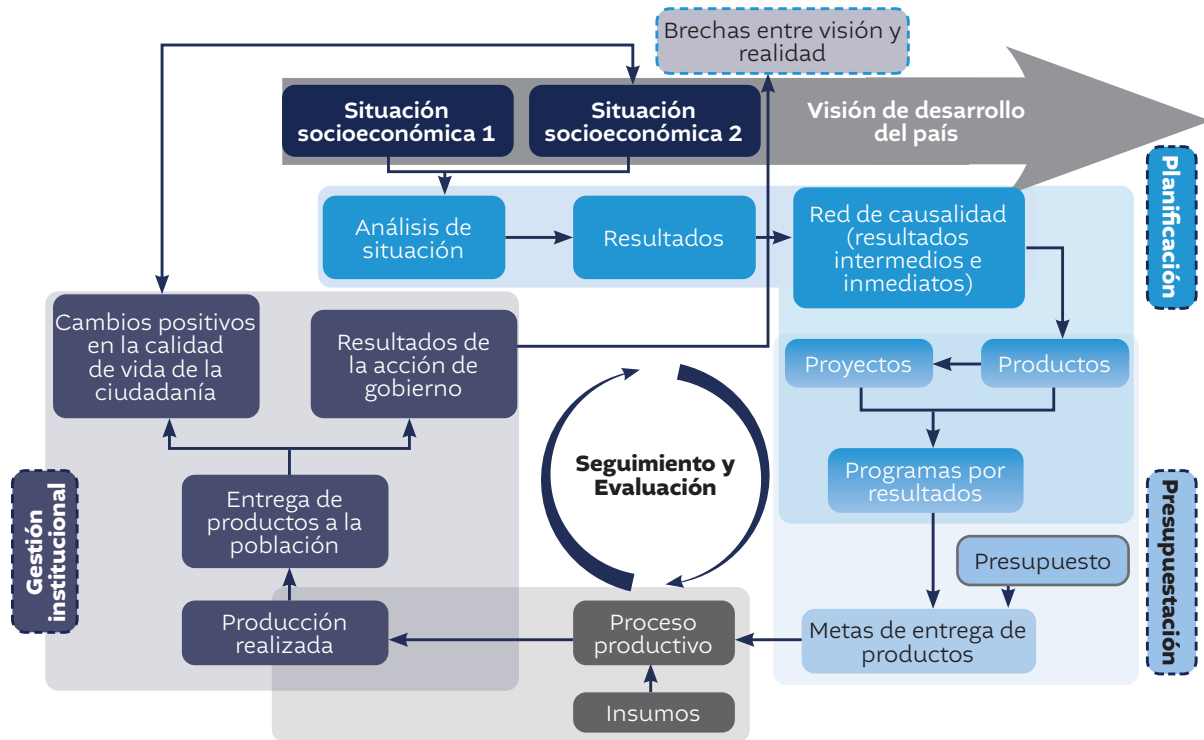 Brechas entre visión y
realidad
Situación
socioeconómica 1
Situación
socioeconómica 2
Visión de desarrollo
del país
Planificación
Análisis de
situación
Resultados
Red de causalidad
(resultados
intermedios e
inmediatos)
Cambios positivos
en la calidad
de vida de la
ciudadanía
Resultados de
la acción de
gobierno
Proyectos
Productos
Seguimiento y
Evaluación
Programas por
resultados
Gestión
institucional
Entrega de
productos a la
población
Presupuestación
Presupuesto
Producción
realizada
Proceso
productivo
Metas de entrega de
productos
Insumos